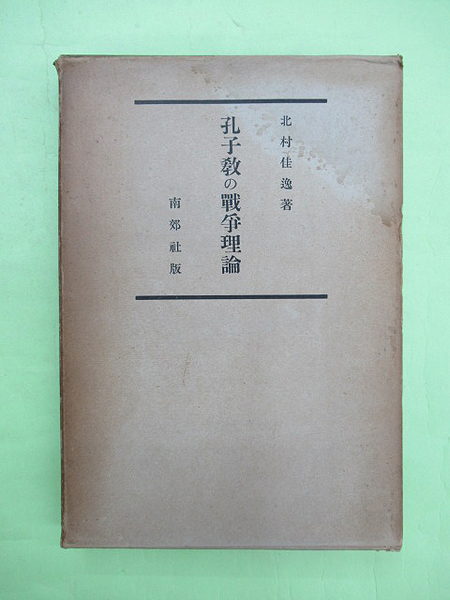 北村佳逸著
孔子教の戰爭理論
南郊社版